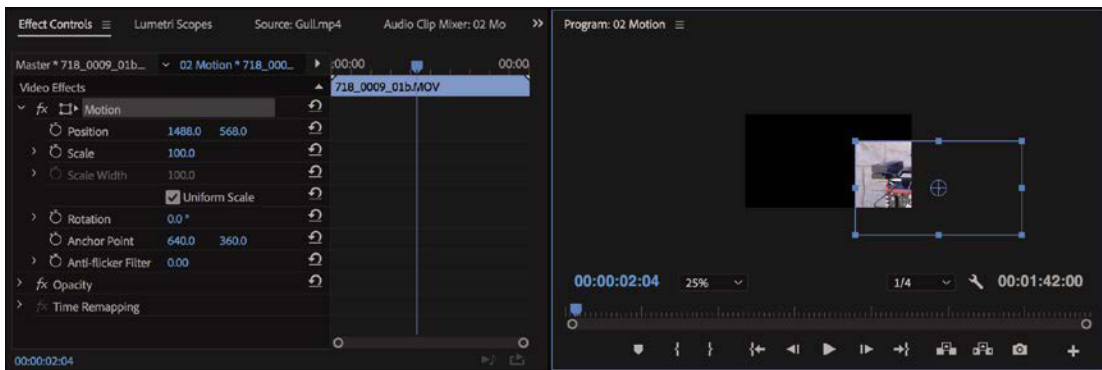 Effect Controls
Lumetri Scopes
Source: Gull.mp4
Audio Clip Mixer: 02 Mo
Master * 718_0009_01b...
02 Motion * 718_000...
:00:00
00:00
Video Effects
718_0009_01b.MOV
fx Motion
Position 1488.0 568.0
Scale 100.0
Scale Width 100.0
Uniform Scale
Rotation 0.0 °
Anchor Point 640.0 360.0
Anti-flicker Filter 0.00
fx Opacity
fx Time Remapping
00:00:02:04
Program: 02 Motion
00:00:02:04 25% 1/4 00:01:42:00